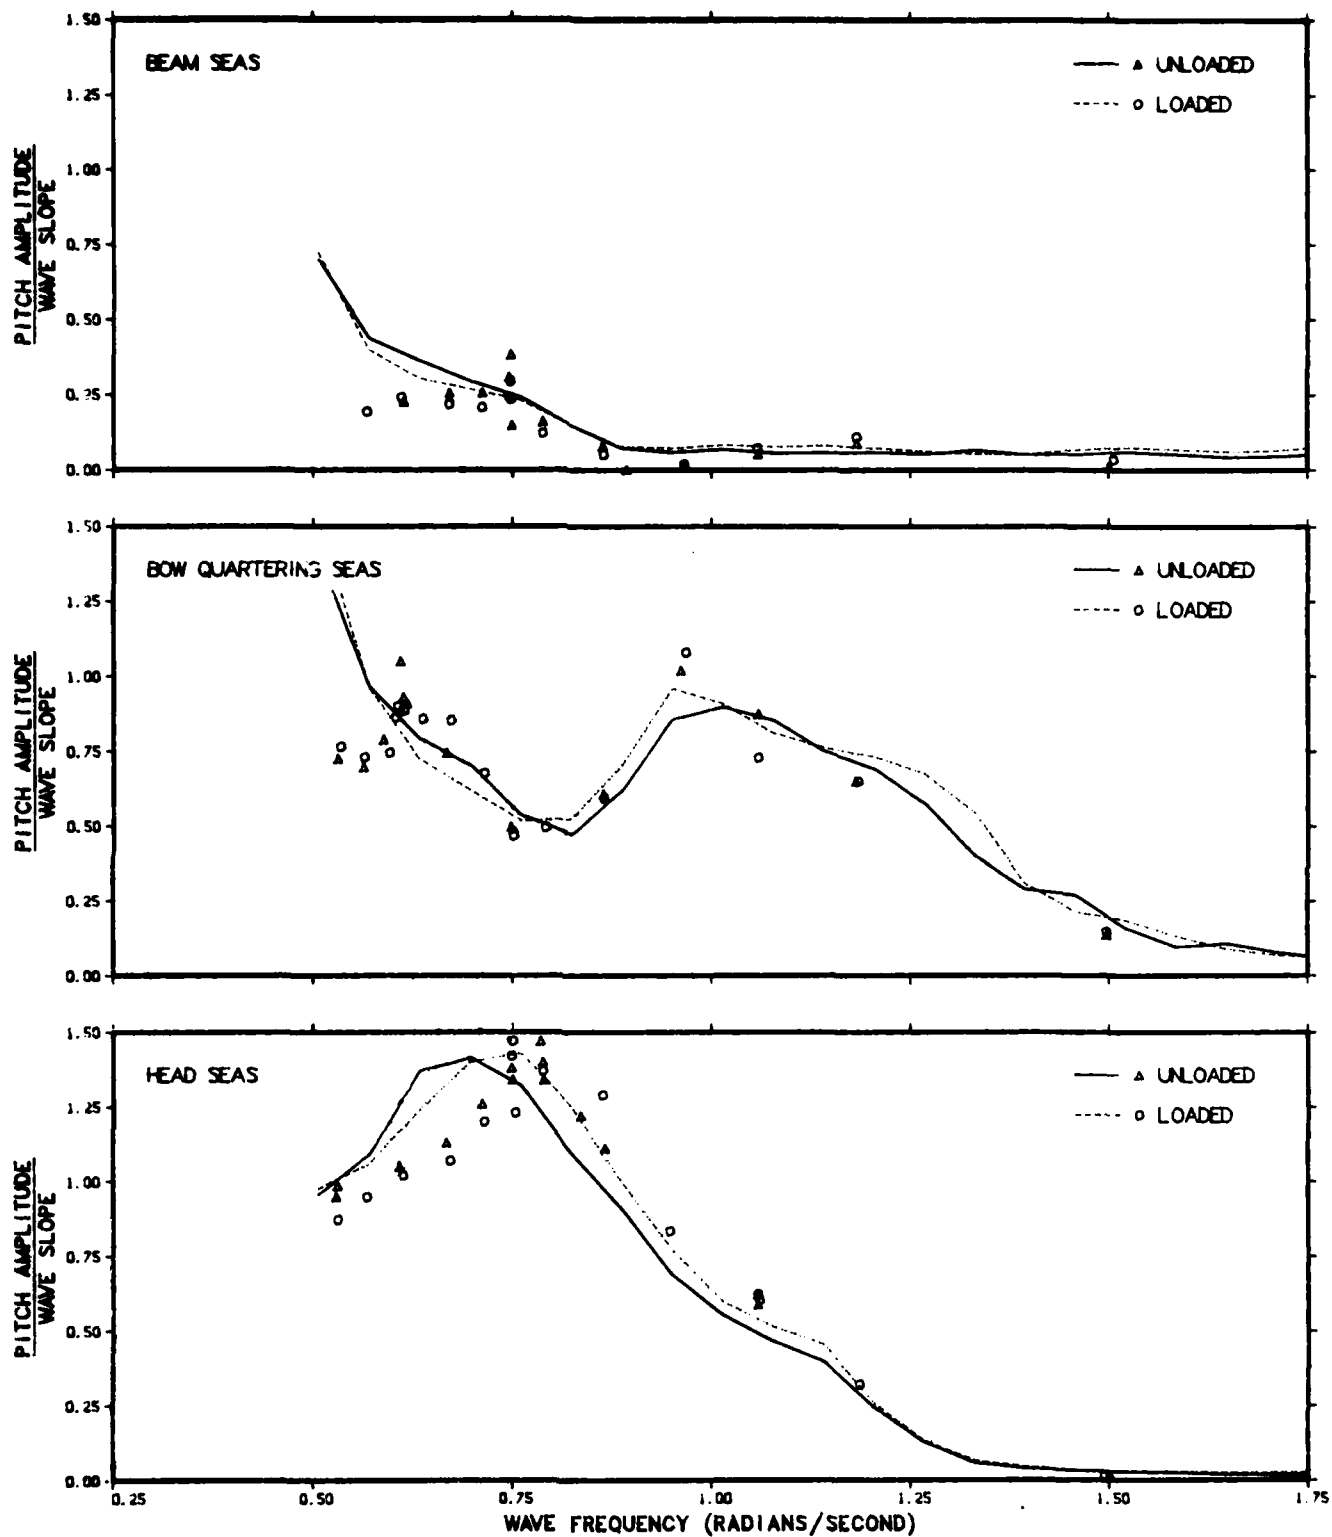 1.50
BEAM SEAS
UNLOADED
1.25
LOADED
1.00
PITCH AMPLITUDE
WAVE SLOPE
0.75
0.50
0.25
0.00
1.50
BOW QUARTERING SEAS
UNLOADED
1.25
LOADED
1.00
PITCH AMPLITUDE
WAVE SLOPE
0.75
0.50
0.25
0.00
1.50
HEAD SEAS
UNLOADED
1.25
LOADED
1.00
PITCH AMPLITUDE
WAVE SLOPE
0.75
0.50
0.25
0.00
0.25 0.50 0.75 1.00 1.25 1.50 1.75
WAVE FREQUENCY (RADIANS/SECOND)